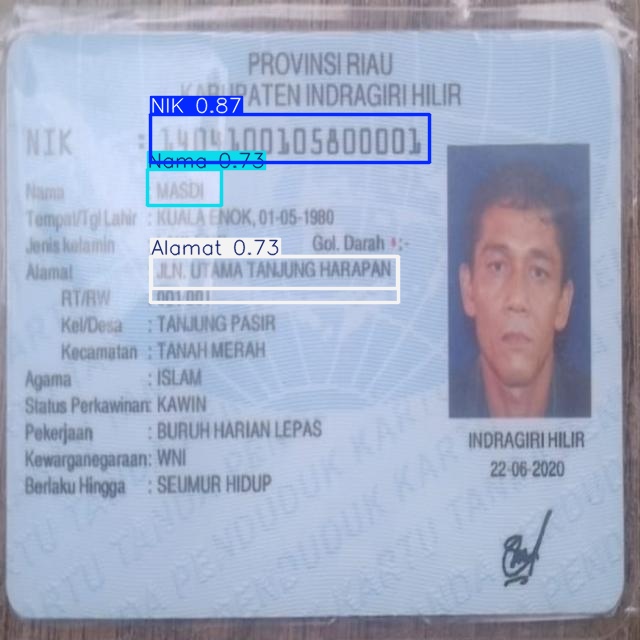 PROVINSI RIAU
KABUPATEN INDRAGIRI HILIR
NIK 0.87
NIK : 1404100105800001
Nama 0.73
Nama MASDI
Tempat/Tgl Lahir : KUALA ENOK, 01-05-1980
Jenis kelamin Gol. Darah :-
Alamat 0.73
Alamat JLN. UTAMA TANJUNG HARAPAN
RT/RW 001/001
Kel/Desa : TANJUNG PASIR
Kecamatan : TANAH MERAH
Agama : ISLAM
Status Perkawinan: KAWIN
Pekerjaan : BURUH HARIAN LEPAS
Kewarganegaraan: WNI
Berlaku Hingga : SEUMUR HIDUP
INDRAGIRI HILIR
22-06-2020